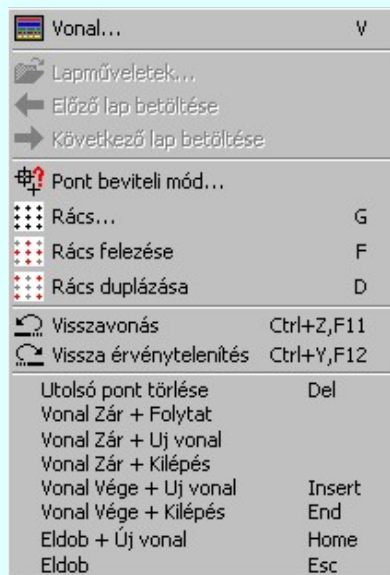 Vonal... V
Lapműveletek...
Előző lap betöltése
Következő lap betöltése
Pont beviteli mód...
Rács... G
Rács felezése F
Rács duplázása D
Visszavonás Ctrl+Z,F11
Vissza érvénytelenítés Ctrl+Y,F12
Utolsó pont törlése Del
Vonal Zár + Folytat
Vonal Zár + Uj vonal
Vonal Zár + Kilépés
Vonal Vége + Uj vonal Insert
Vonal Vége + Kilépés End
Eldob + Új vonal Home
Eldob Esc